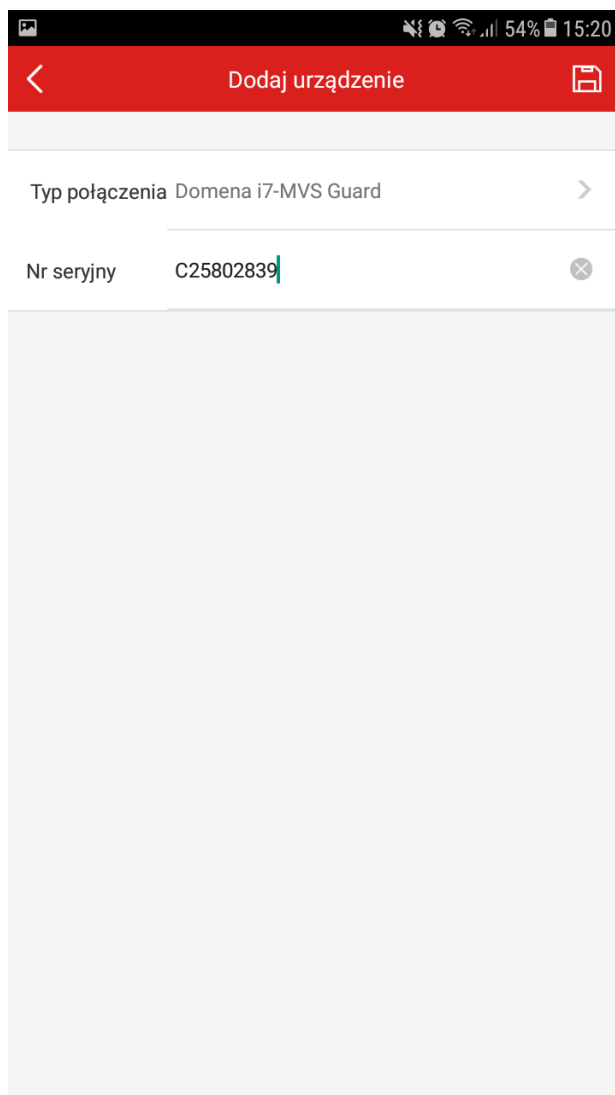 54% 15:20
Dodaj urządzenie
Typ połączenia Domena i7-MVS Guard
Nr seryjny C25802839